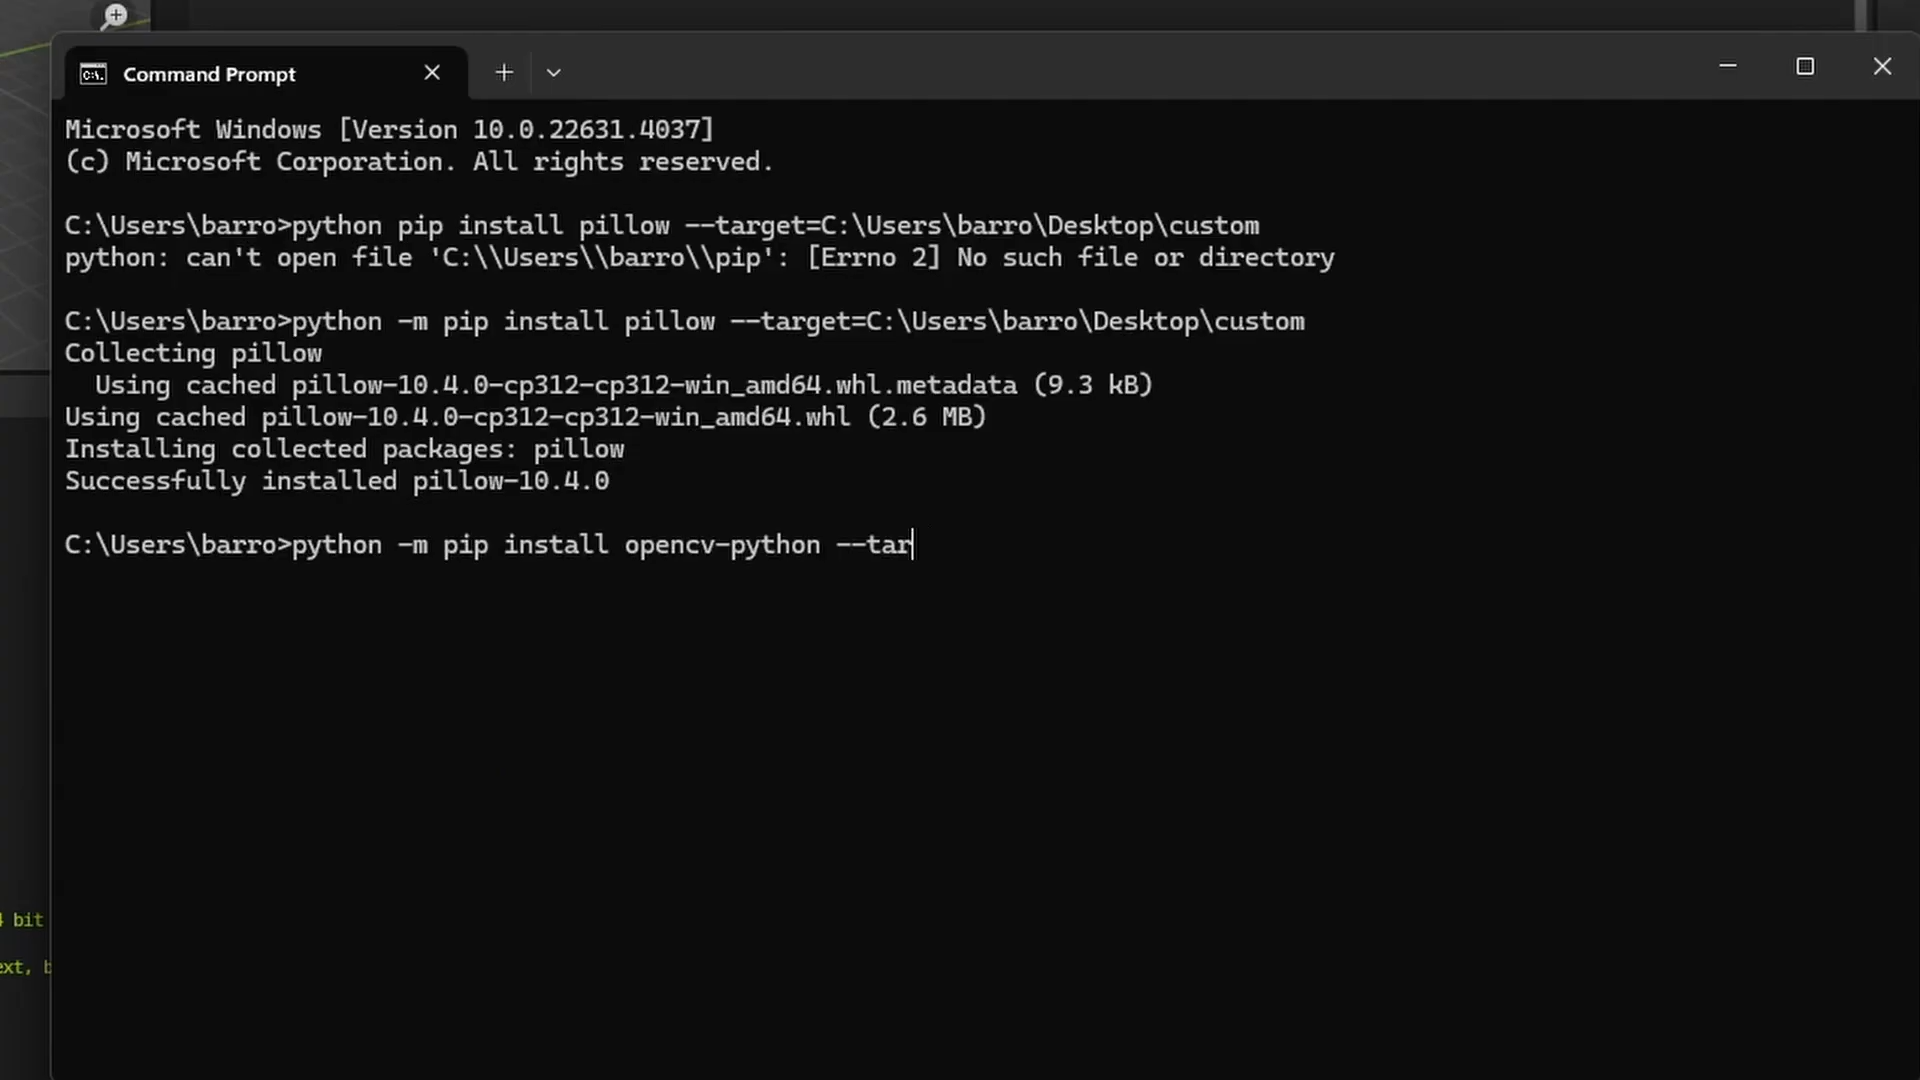 Command Prompt
Microsoft Windows [Version 10.0.22631.4037]
(c) Microsoft Corporation. All rights reserved.
C:\Users\barro>python pip install pillow --target=C:\Users\barro\Desktop\custom
python: can't open file 'C:\\Users\\barro\\pip': [Errno 2] No such file or directory
C:\Users\barro>python -m pip install pillow --target=C:\Users\barro\Desktop\custom
Collecting pillow
  Using cached pillow-10.4.0-cp312-cp312-win_amd64.whl.metadata (9.3 kB)
Using cached pillow-10.4.0-cp312-cp312-win_amd64.whl (2.6 MB)
Installing collected packages: pillow
Successfully installed pillow-10.4.0
C:\Users\barro>python -m pip install opencv-python --tar
bit
ext, b